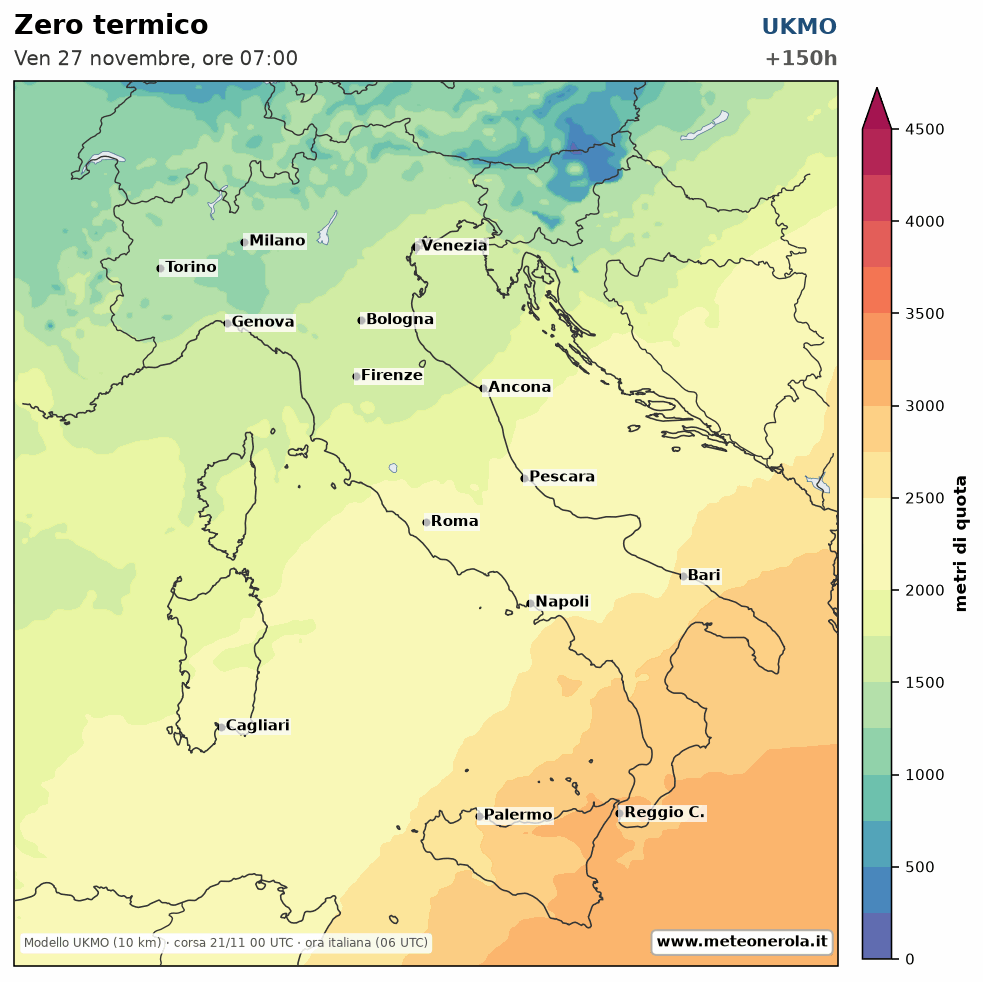 Zero termico
UKMO
Ven 27 novembre, ore 07:00
+150h
4500
4000
3500
3000
2500
2000
1500
1000
500
0
metri di quota
Milano
Venezia
Torino
Genova
Bologna
Firenze
Ancona
Pescara
Roma
Bari
Napoli
Cagliari
Palermo
Reggio C.
Modello UKMO (10 km) · corsa 21/11 00 UTC · ora italiana (06 UTC)
www.meteonerola.it